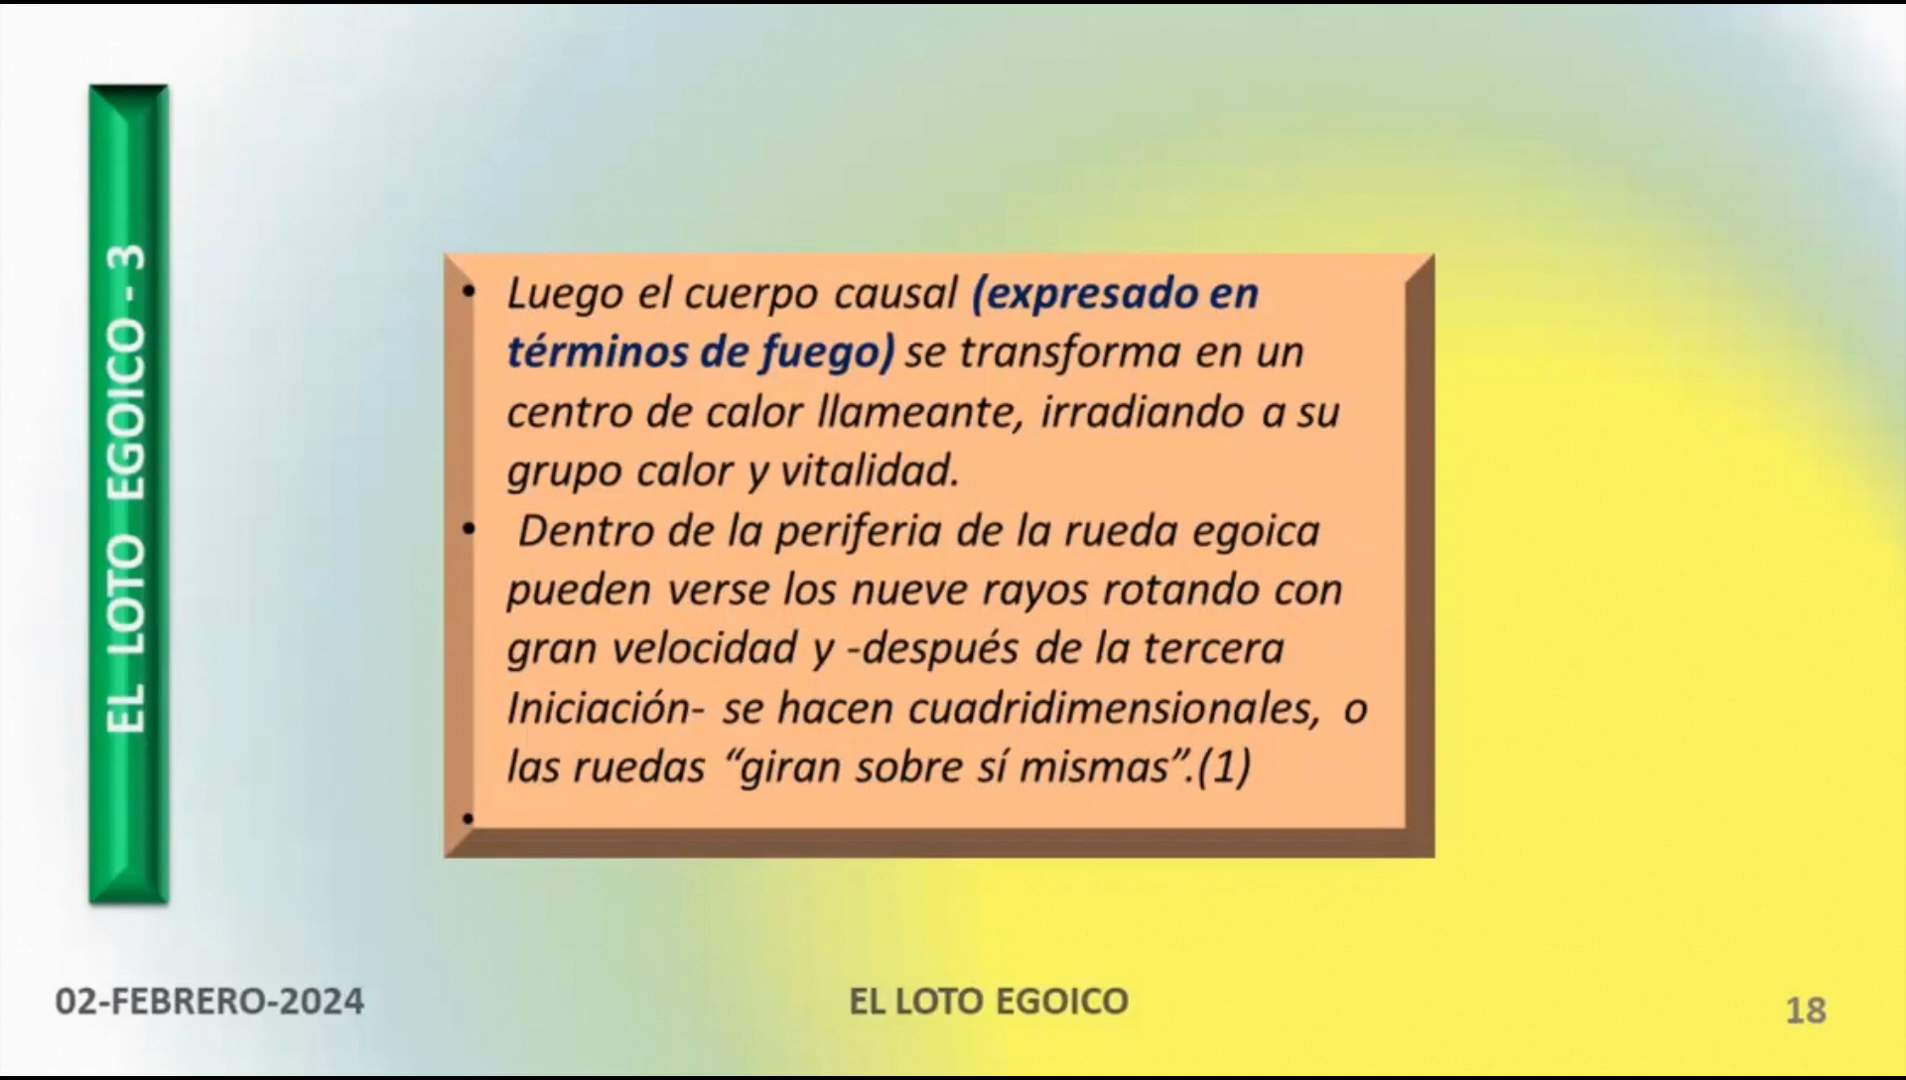 EL LOTO EGOICO - 3
• Luego el cuerpo causal (expresado en
términos de fuego) se transforma en un
centro de calor llameante, irradiando a su
grupo calor y vitalidad.
• Dentro de la periferia de la rueda egoica
pueden verse los nueve rayos rotando con
gran velocidad y -después de la tercera
Iniciación- se hacen cuadridimensionales, o
las ruedas “giran sobre sí mismas”.(1)
•
02-FEBRERO-2024
EL LOTO EGOICO
18